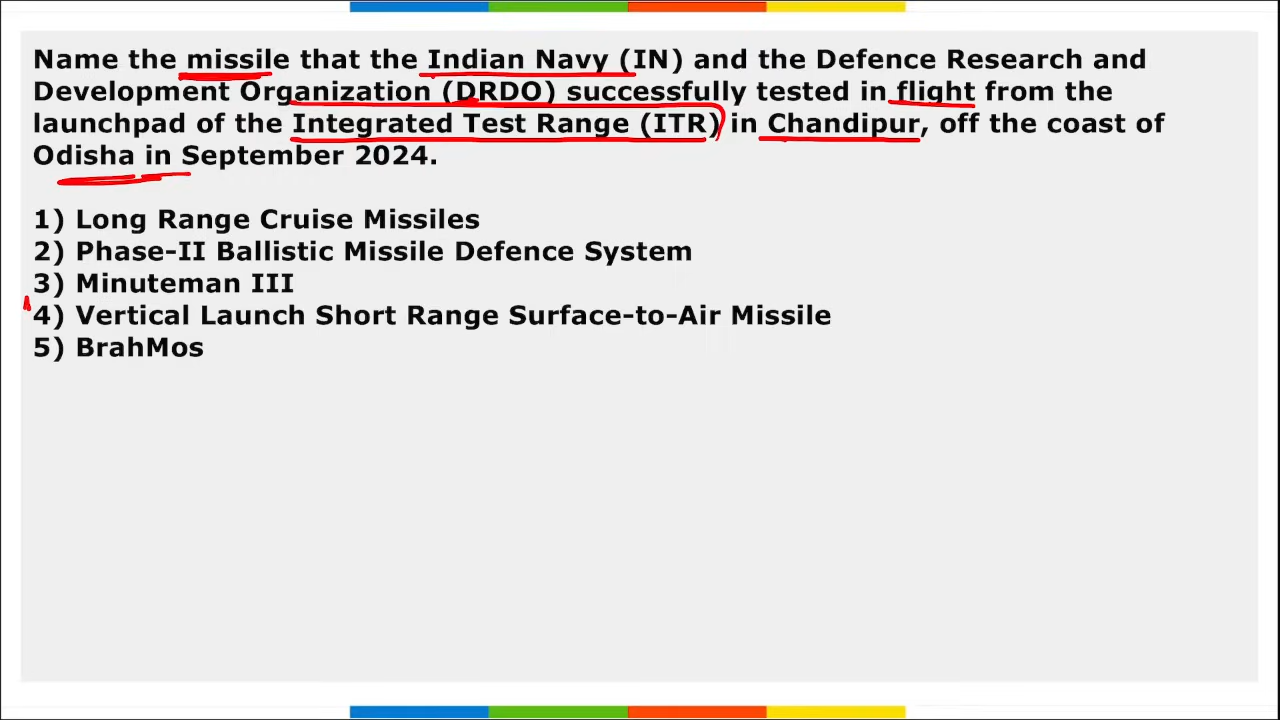 Name the missile that the Indian Navy (IN) and the Defence Research and
Development Organization (DRDO) successfully tested in flight from the
launchpad of the Integrated Test Range (ITR) in Chandipur, off the coast of
Odisha in September 2024.
1) Long Range Cruise Missiles
2) Phase-II Ballistic Missile Defence System
3) Minuteman III
4) Vertical Launch Short Range Surface-to-Air Missile
5) BrahMos